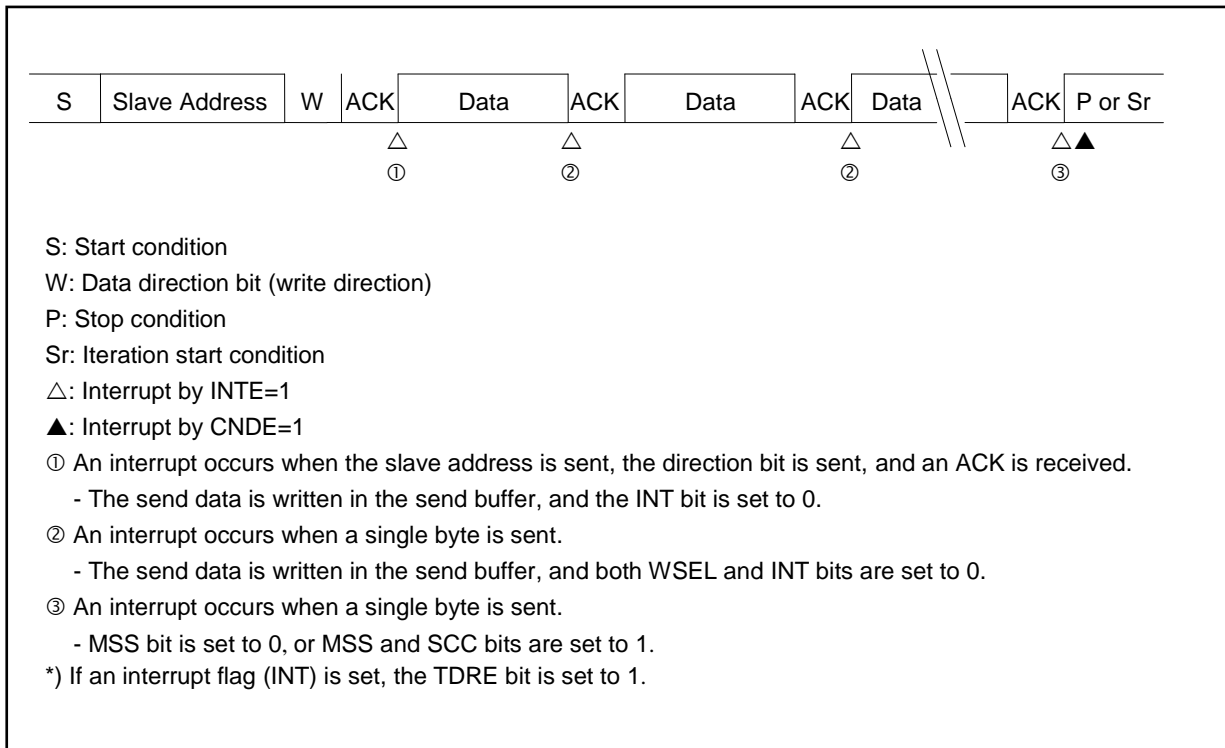 S Slave Address W ACK Data ACK Data ACK Data ACK P or Sr
△ △ △ △▲
① ② ② ③
S: Start condition
W: Data direction bit (write direction)
P: Stop condition
Sr: Iteration start condition
△: Interrupt by INTE=1
▲: Interrupt by CNDE=1
① An interrupt occurs when the slave address is sent, the direction bit is sent, and an ACK is received.
- The send data is written in the send buffer, and the INT bit is set to 0.
② An interrupt occurs when a single byte is sent.
- The send data is written in the send buffer, and both WSEL and INT bits are set to 0.
③ An interrupt occurs when a single byte is sent.
- MSS bit is set to 0, or MSS and SCC bits are set to 1.
*) If an interrupt flag (INT) is set, the TDRE bit is set to 1.